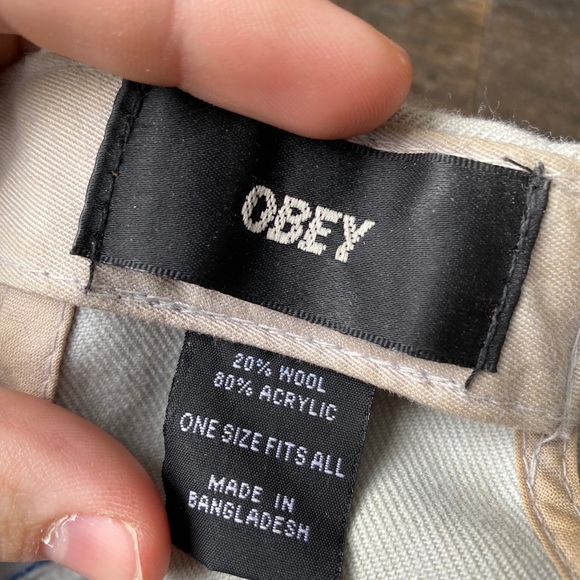 OBEY
20% WOOL
80% ACRYLIC
ONE SIZE FITS ALL
MADE IN
BANGLADESH